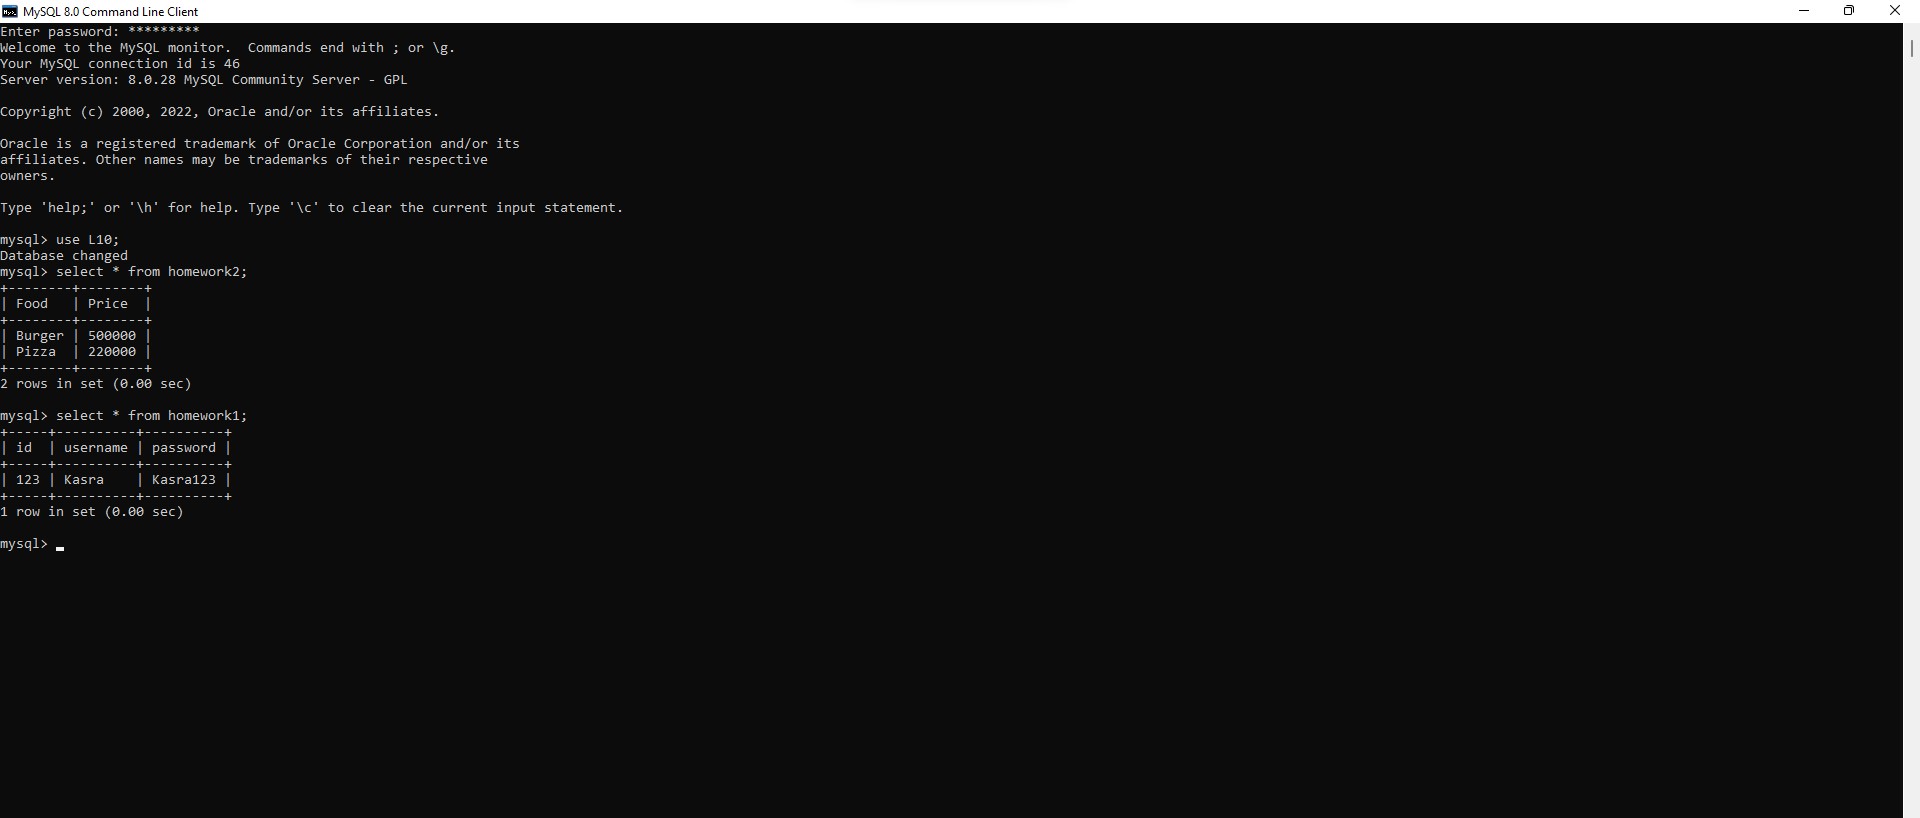 MySQL 8.0 Command Line Client
Enter password: *********
Welcome to the MySQL monitor.  Commands end with ; or \g.
Your MySQL connection id is 46
Server version: 8.0.28 MySQL Community Server - GPL
Copyright (c) 2000, 2022, Oracle and/or its affiliates.
Oracle is a registered trademark of Oracle Corporation and/or its
affiliates. Other names may be trademarks of their respective
owners.
Type 'help;' or '\h' for help. Type '\c' to clear the current input statement.
mysql> use L10;
Database changed
mysql> select * from homework2;
+--------+--------+
| Food   | Price  |
+--------+--------+
| Burger | 500000 |
| Pizza  | 220000 |
+--------+--------+
2 rows in set (0.00 sec)
mysql> select * from homework1;
+-----+----------+----------+
| id  | username | password |
+-----+----------+----------+
| 123 | Kasra    | Kasra123 |
+-----+----------+----------+
1 row in set (0.00 sec)
mysql>